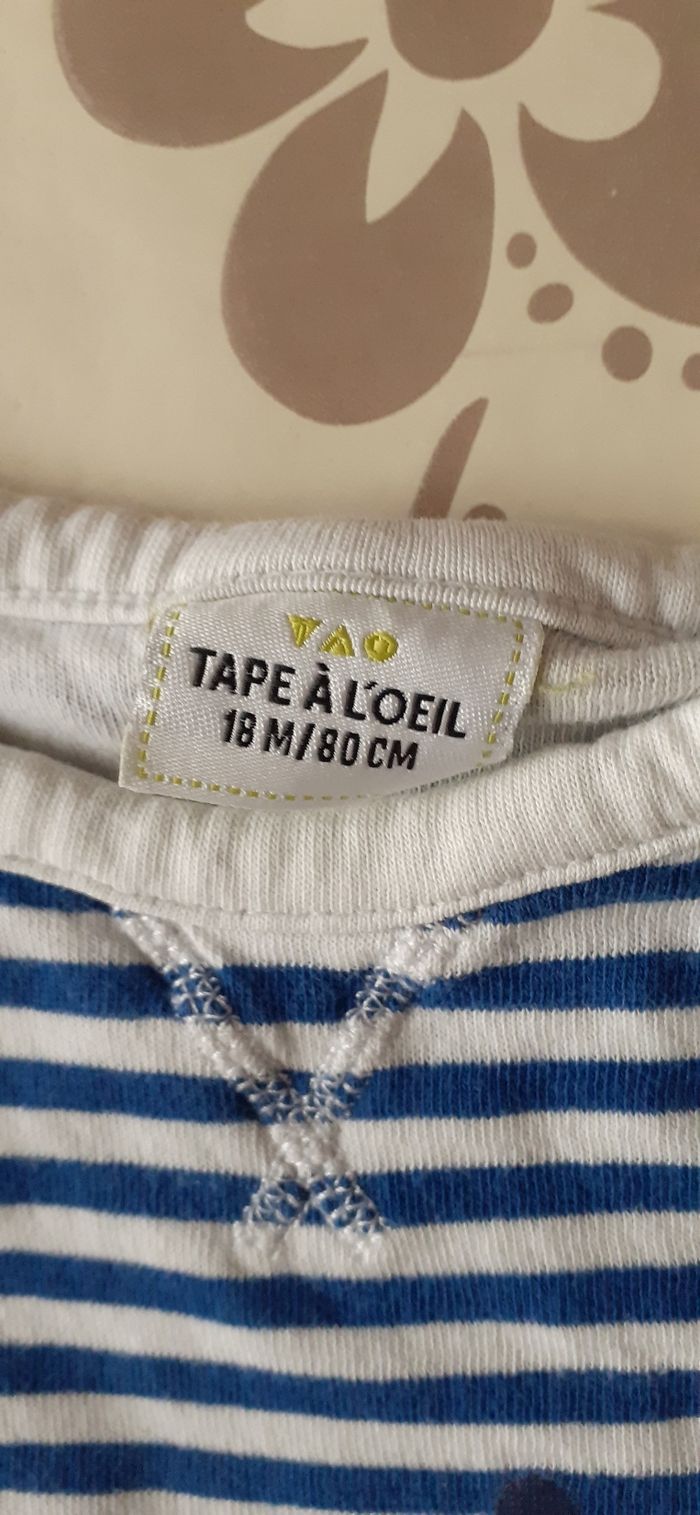 TAO
TAPE À L'OEIL
18 M/80 CM